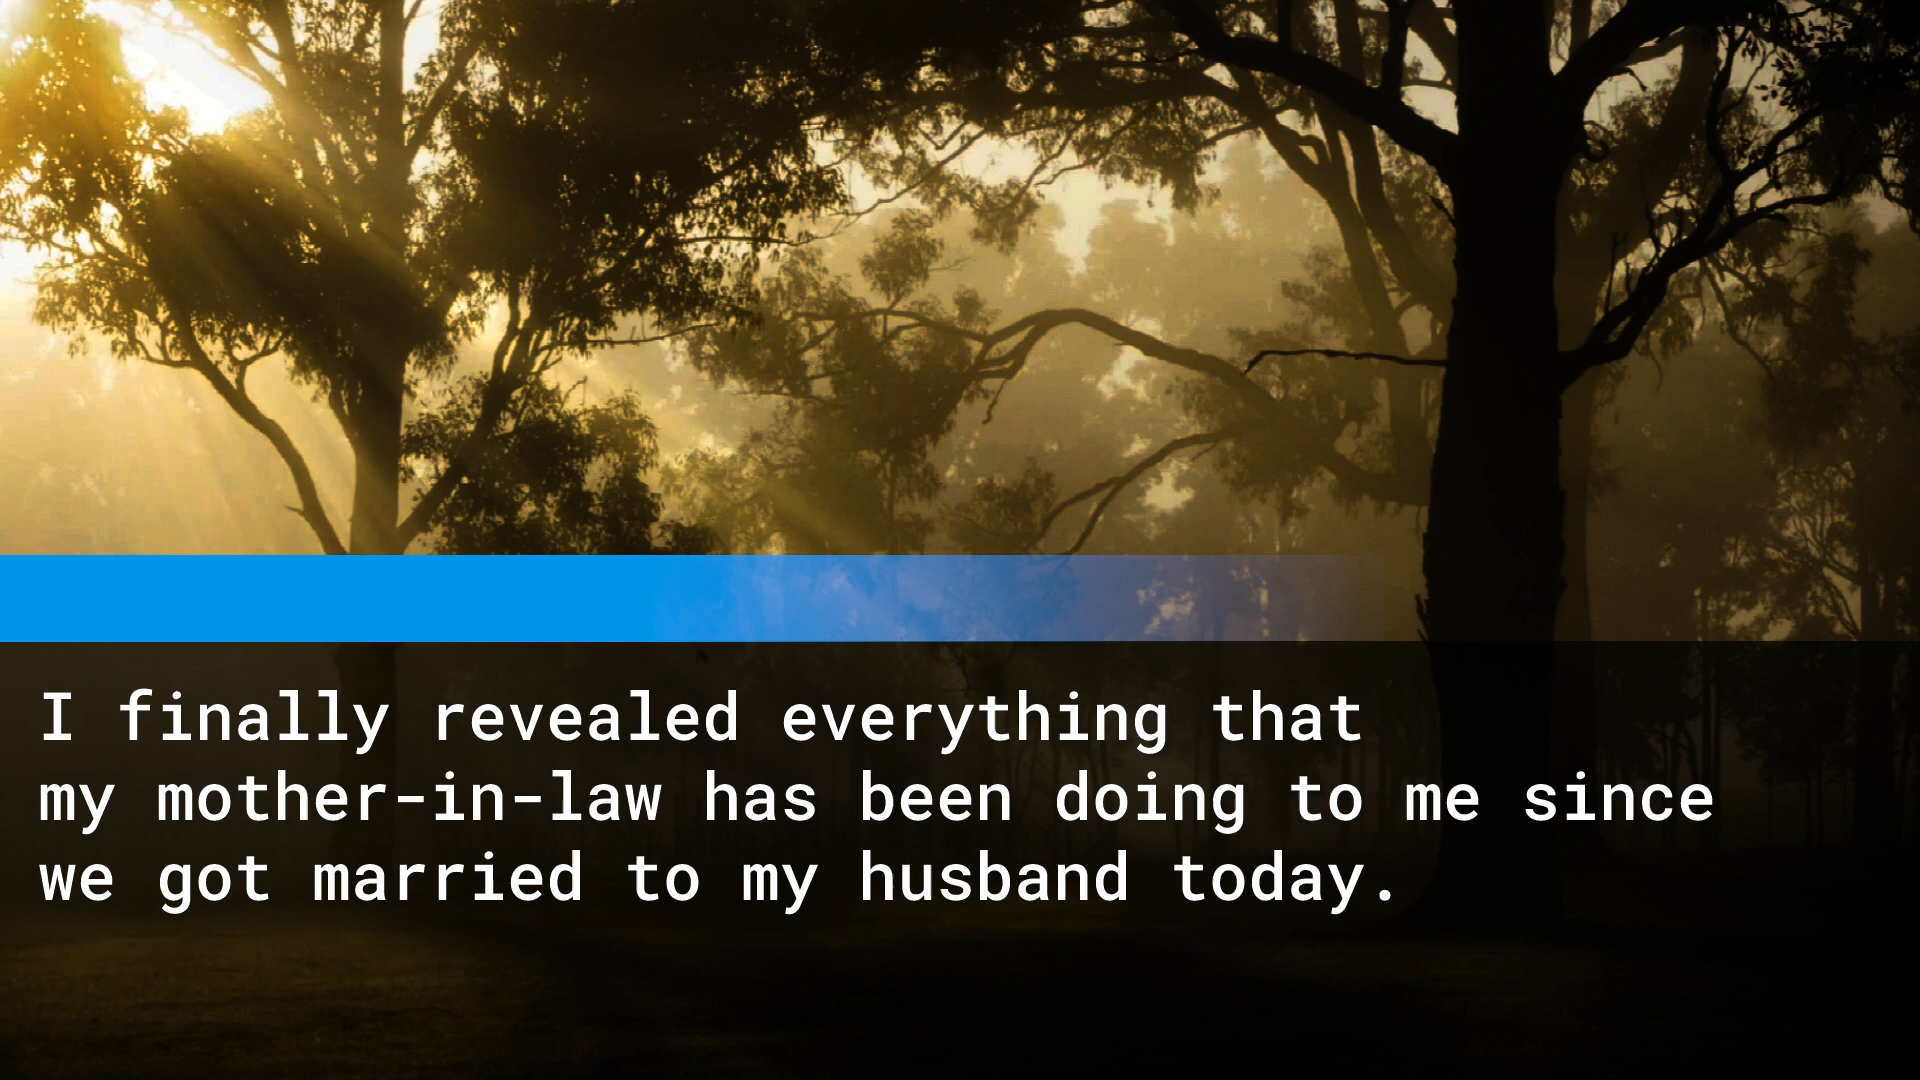 I finally revealed everything that
my mother-in-law has been doing to me since
we got married to my husband today.